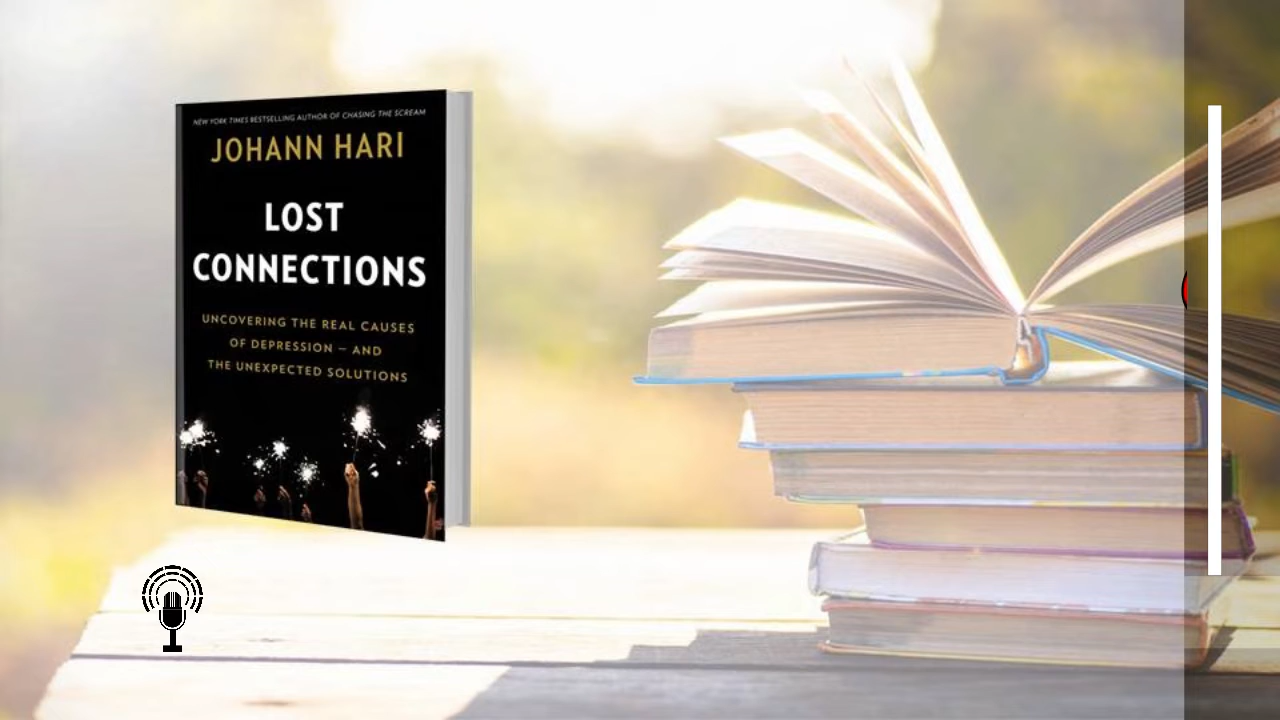 NEW YORK TIMES BESTSELLING AUTHOR OF CHASING THE SCREAM
JOHANN HARI
LOST
CONNECTIONS
UNCOVERING THE REAL CAUSES
OF DEPRESSION – AND
THE UNEXPECTED SOLUTIONS